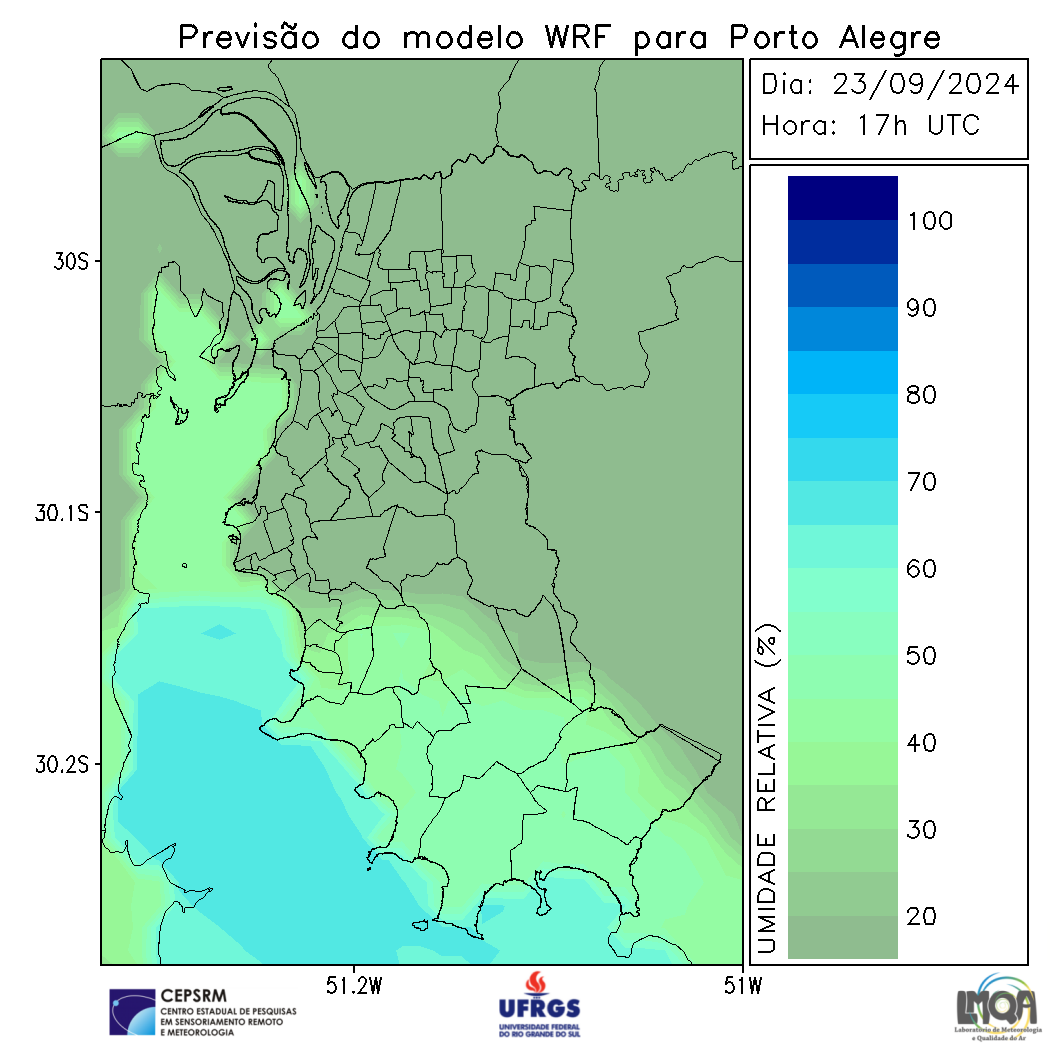 Previsão do modelo WRF para Porto Alegre
Dia: 23/09/2024
Hora: 17h UTC
100
90
80
70
60
50
40
30
20
UMIDADE RELATIVA (%)
30S
30.1S
30.2S
51.2W
51W
CEPSRM
CENTRO ESTADUAL DE PESQUISAS
EM SENSORIAMENTO REMOTO
E METEOROLOGIA
UFRGS
UNIVERSIDADE FEDERAL
DO RIO GRANDE DO SUL
LMQA
Laboratório de Meteorologia
e Qualidade do Ar